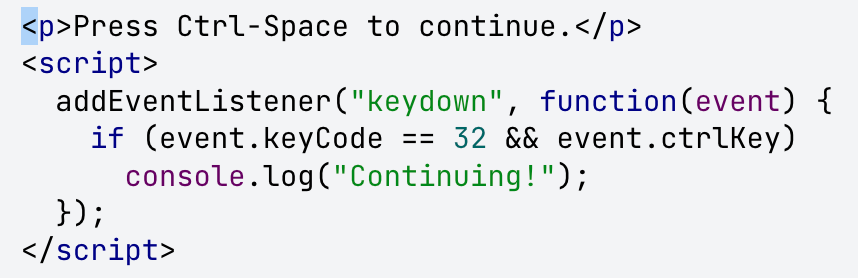 <p>Press Ctrl-Space to continue.</p>
<script>
  addEventListener("keydown", function(event) {
    if (event.keyCode == 32 && event.ctrlKey)
      console.log("Continuing!");
  });
</script>